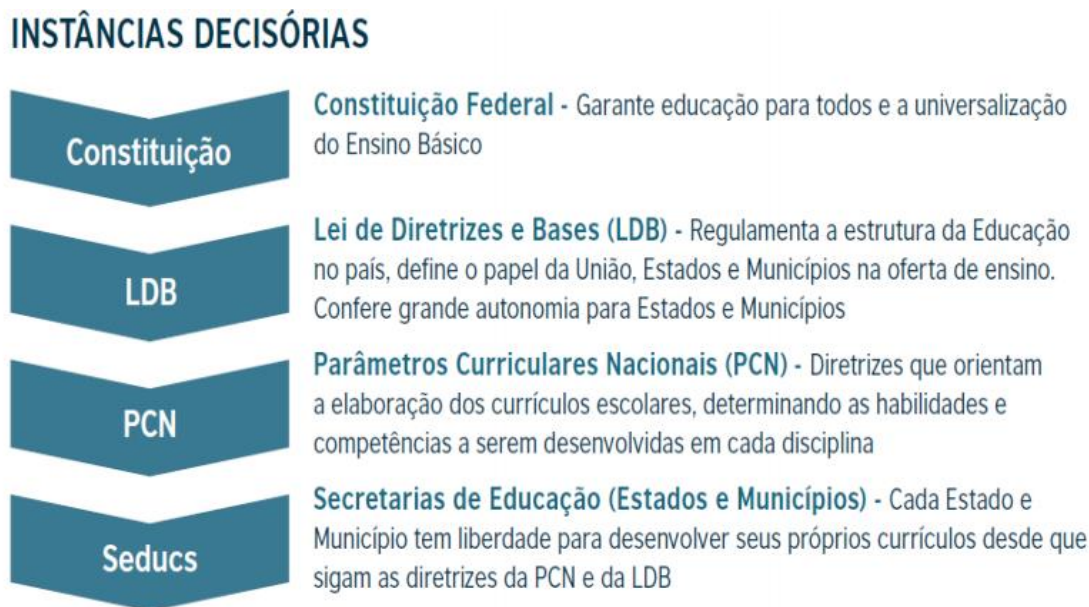 INSTÂNCIAS DECISÓRIAS
Constituição
Constituição Federal - Garante educação para todos e a universalização
do Ensino Básico
LDB
Lei de Diretrizes e Bases (LDB) - Regulamenta a estrutura da Educação
no país, define o papel da União, Estados e Municípios na oferta de ensino.
Confere grande autonomia para Estados e Municípios
PCN
Parâmetros Curriculares Nacionais (PCN) - Diretrizes que orientam
a elaboração dos currículos escolares, determinando as habilidades e
competências a serem desenvolvidas em cada disciplina
Seducs
Secretarias de Educação (Estados e Municípios) - Cada Estado e
Município tem liberdade para desenvolver seus próprios currículos desde que
sigam as diretrizes da PCN e da LDB